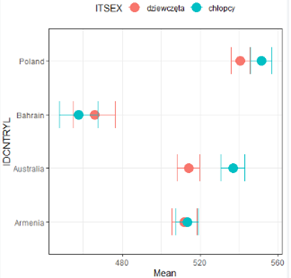 ITSEX dziewczęta chłopcy
Poland
Bahrain
Australia
Armenia
IDCNTRYL
480 520 560
Mean